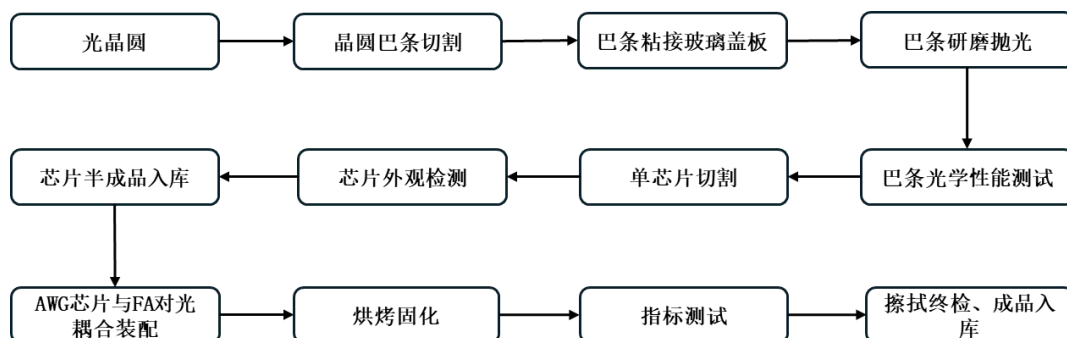 光晶圆
晶圆巴条切割
巴条粘接玻璃盖板
巴条研磨抛光
芯片半成品入库
芯片外观检测
单芯片切割
巴条光学性能测试
AWG芯片与FA对光
耦合装配
烘烤固化
指标测试
擦拭终检、成品入
库